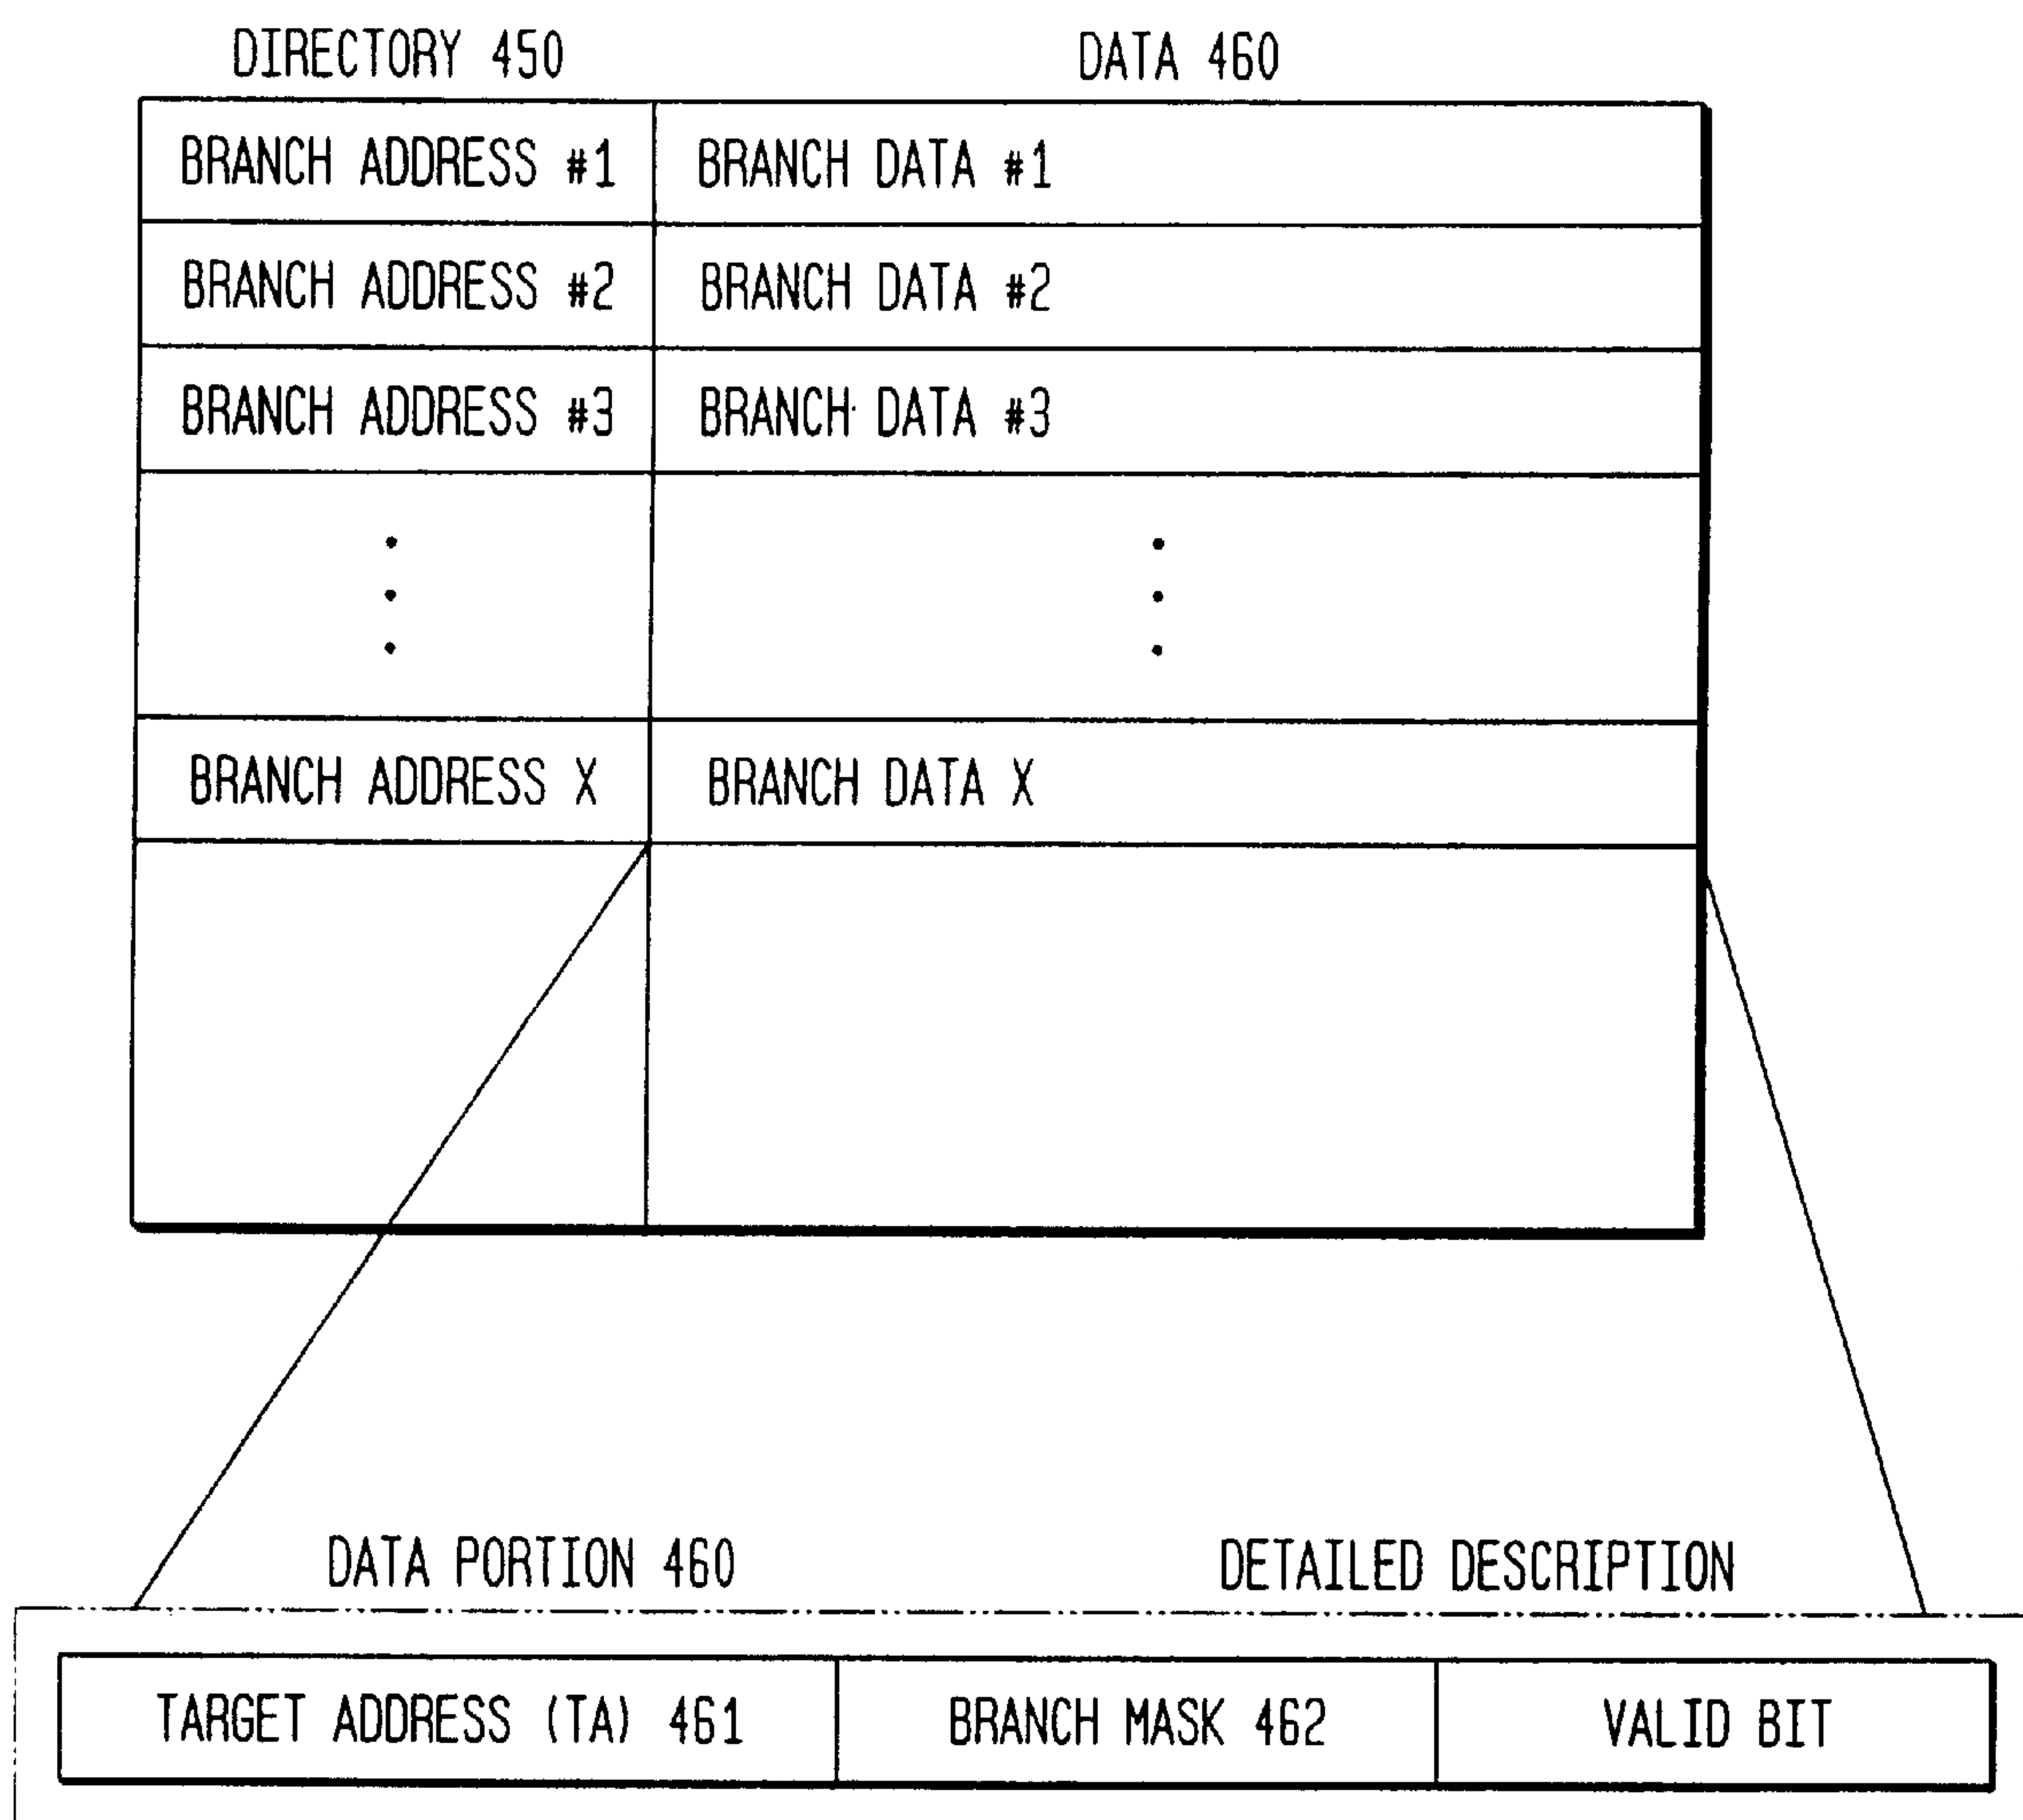 DIRECTORY 450 DATA 460
BRANCH ADDRESS #1 BRANCH DATA #1
BRANCH ADDRESS #2 BRANCH DATA #2
BRANCH ADDRESS #3 BRANCH DATA #3
BRANCH ADDRESS X BRANCH DATA X
DATA PORTION 460 DETAILED DESCRIPTION
TARGET ADDRESS (TA) 461 BRANCH MASK 462 VALID BIT